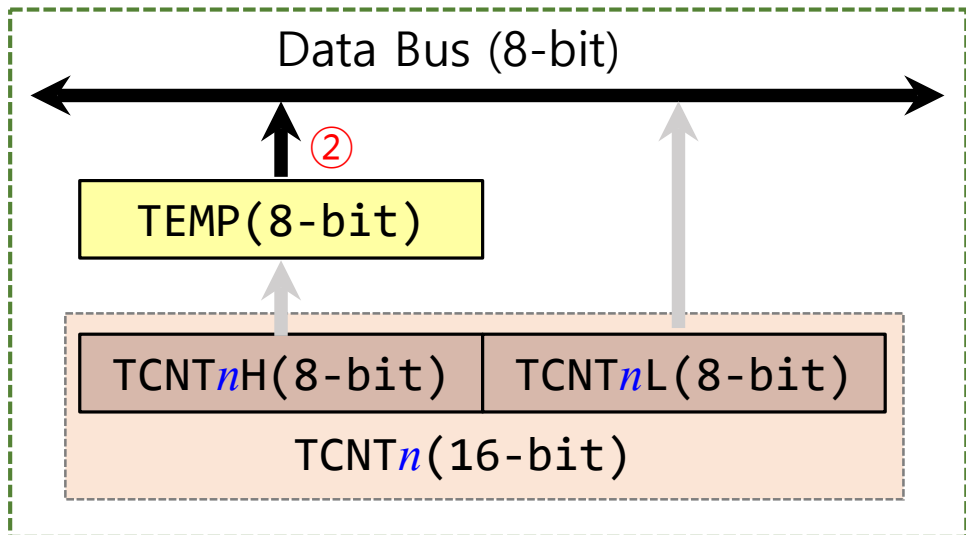 Data Bus (8-bit)
②
TEMP(8-bit)
TCNTnH(8-bit) TCNTnL(8-bit)
TCNTn(16-bit)